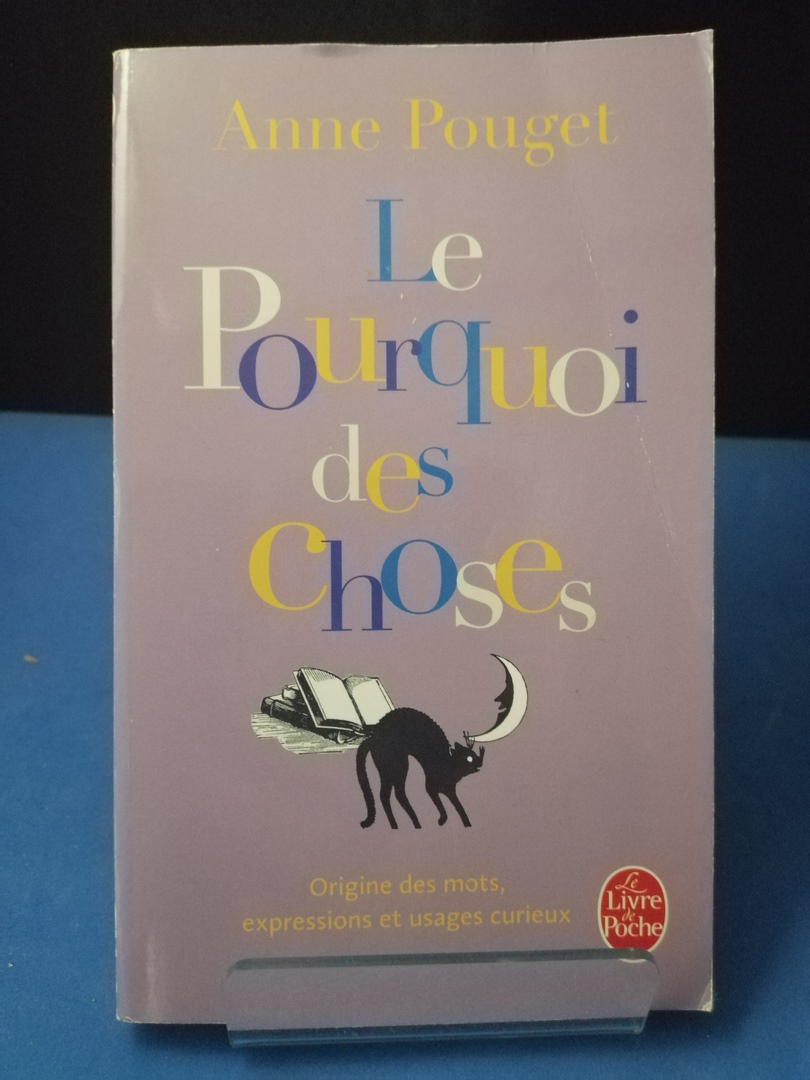 Anne Pouget
Le
Pourquoi
des
choses
Origine des mots,
expressions et usages curieux
Le
Livre
de
Poche